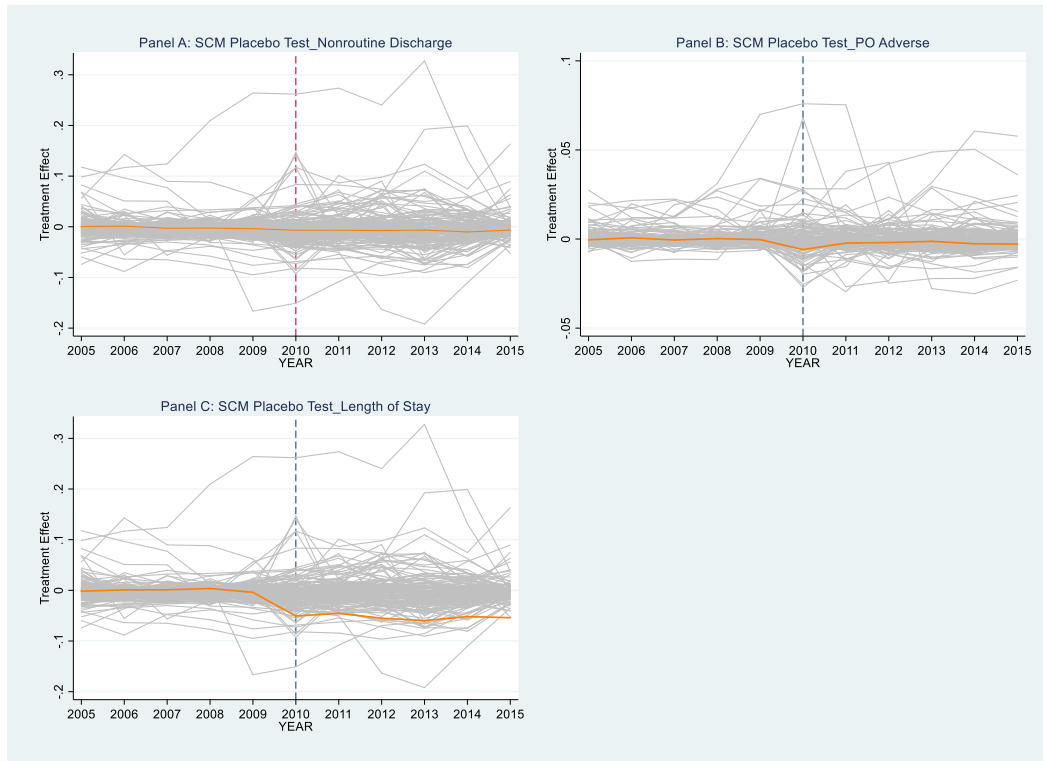 Panel A: SCM Placebo Test_Nonroutine Discharge
Treatment Effect
.3
.2
.1
0
-.1
-.2
2005 2006 2007 2008 2009 2010 2011 2012 2013 2014 2015
YEAR
Panel B: SCM Placebo Test_PO Adverse
Treatment Effect
.1
.05
0
-.05
2005 2006 2007 2008 2009 2010 2011 2012 2013 2014 2015
YEAR
Panel C: SCM Placebo Test_Length of Stay
Treatment Effect
.3
.2
.1
0
-.1
-.2
2005 2006 2007 2008 2009 2010 2011 2012 2013 2014 2015
YEAR